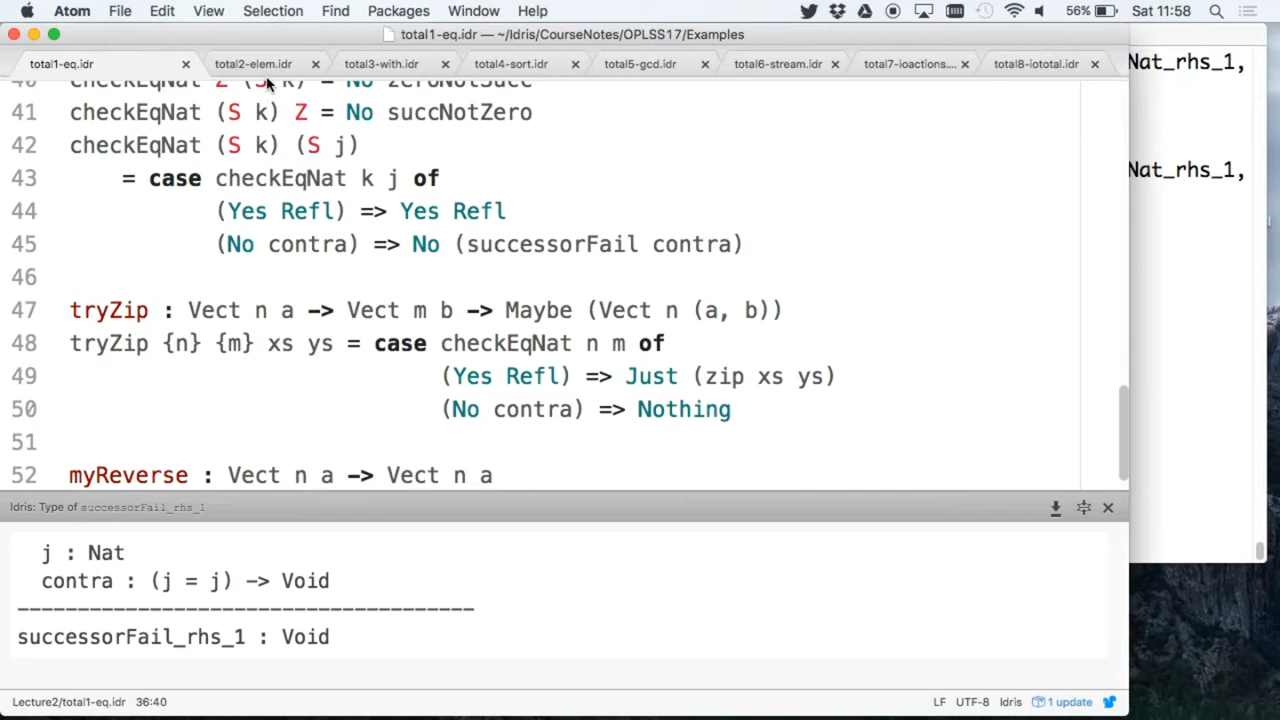 Atom File Edit View Selection Find Packages Window Help 56% Sat 11:58
total1-eq.idr — ~/Idris/CourseNotes/OPLSS17/Examples
total1-eq.idr total2-elem.idr total3-with.idr total4-sort.idr total5-gcd.idr total6-stream.idr total7-ioactions.… total8-iototal.idr
Nat_rhs_1,
40 checkEqNat Z (S k) = No zeroNotSucc
41 checkEqNat (S k) Z = No succNotZero
42 checkEqNat (S k) (S j)
Nat_rhs_1,
43 = case checkEqNat k j of
44 (Yes Refl) => Yes Refl
45 (No contra) => No (successorFail contra)
46
47 tryZip : Vect n a -> Vect m b -> Maybe (Vect n (a, b))
48 tryZip {n} {m} xs ys = case checkEqNat n m of
49 (Yes Refl) => Just (zip xs ys)
50 (No contra) => Nothing
51
52 myReverse : Vect n a -> Vect n a
Idris: Type of successorFail_rhs_1
j : Nat
contra : (j = j) -> Void
--------------------------------------
successorFail_rhs_1 : Void
Lecture2/total1-eq.idr 36:40 LF UTF-8 Idris 1 update